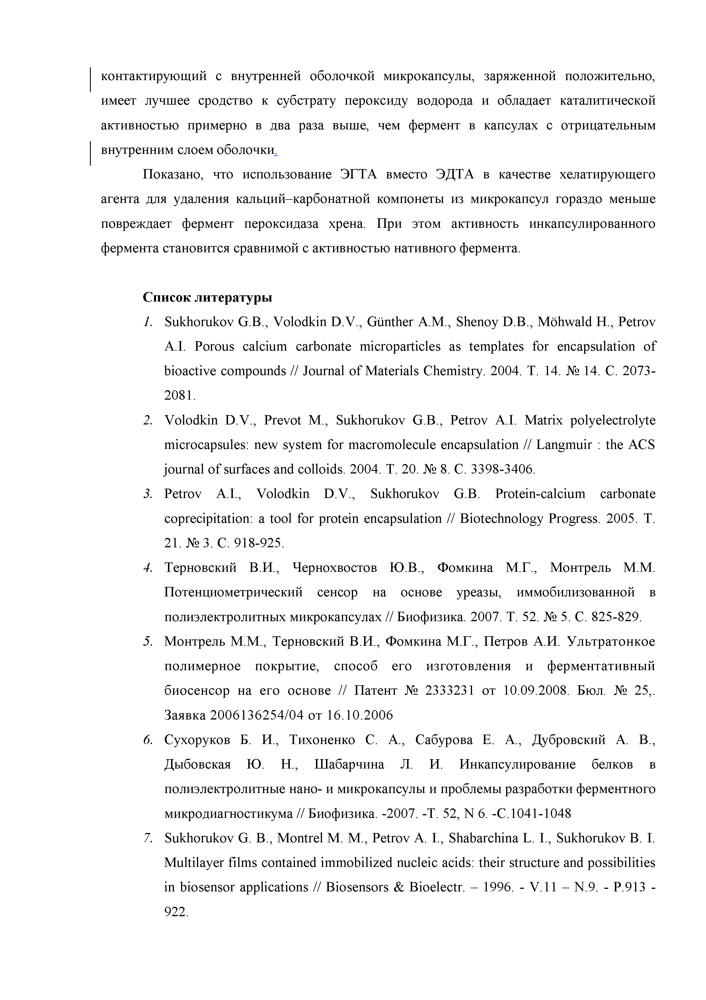 контактирующий с внутренней оболочкой микрокапсулы, заряженной положительно,
имеет лучшее сродство к субстрату пероксиду водорода и обладает каталитической
активностью примерно в два раза выше, чем фермент в капсулах с отрицательным
внутренним слоем оболочки.
Показано, что использование ЭГТА вместо ЭДТА в качестве хелатирующего
агента для удаления кальций–карбонатной компонеты из микрокапсул гораздо меньше
повреждает фермент пероксидаза хрена. При этом активность инкапсулированного
фермента становится сравнимой с активностью нативного фермента.
Список литературы
1. Sukhorukov G.B., Volodkin D.V., Günther A.M., Shenoy D.B., Möhwald H., Petrov
A.I. Porous calcium carbonate microparticles as templates for encapsulation of
bioactive compounds // Journal of Materials Chemistry. 2004. Т. 14. № 14. С. 2073-
2081.
2. Volodkin D.V., Prevot M., Sukhorukov G.B., Petrov A.I. Matrix polyelectrolyte
microcapsules: new system for macromolecule encapsulation // Langmuir : the ACS
journal of surfaces and colloids. 2004. Т. 20. № 8. С. 3398-3406.
3. Petrov A.I., Volodkin D.V., Sukhorukov G.B. Protein-calcium carbonate
coprecipitation: a tool for protein encapsulation // Biotechnology Progress. 2005. Т.
21. № 3. С. 918-925.
4. Терновский В.И., Чернохвостов Ю.В., Фомкина М.Г., Монтрель М.М.
Потенциометрический сенсор на основе уреазы, иммобилизованной в
полиэлектролитных микрокапсулах // Биофизика. 2007. Т. 52. № 5. С. 825-829.
5. Монтрель М.М., Терновский В.И., Фомкина М.Г., Петров А.И. Ультратонкое
полимерное покрытие, способ его изготовления и ферментативный
биосенсор на его основе // Патент № 2333231 от 10.09.2008. Бюл. № 25,.
Заявка 2006136254/04 от 16.10.2006
6. Сухоруков Б. И., Тихоненко С. А., Сабурова Е. А., Дубровский А. В.,
Дыбовская Ю. Н., Шабарчина Л. И. Инкапсулирование белков в
полиэлектролитные нано- и микрокапсулы и проблемы разработки ферментного
микродиагностикума // Биофизика. -2007. -Т. 52, N 6. -С.1041-1048
7. Sukhorukov G. B., Montrel M. M., Petrov A. I., Shabarchina L. I., Sukhorukov B. I.
Multilayer films contained immobilized nucleic acids: their structure and possibilities
in biosensor applications // Biosensors & Bioelectr. – 1996. - V.11 – N.9. - P.913 -
922.